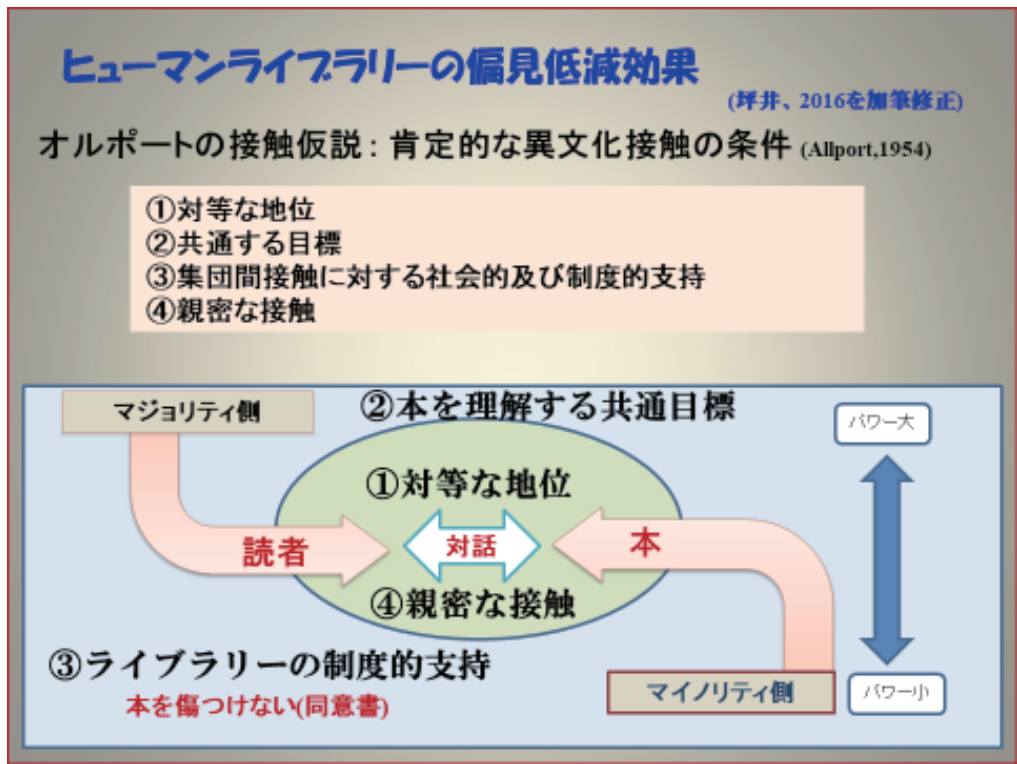 ヒューマンライブラリーの偏見低減効果
(坪井、2016を加筆修正)
オルポートの接触仮説：肯定的な異文化接触の条件 (Allport,1954)
①対等な地位
②共通する目標
③集団間接触に対する社会的及び制度的支持
④親密な接触
マジョリティ側
②本を理解する共通目標
パワー大
①対等な地位
読者
対話
本
④親密な接触
③ライブラリーの制度的支持
本を傷つけない(同意書)
マイノリティ側
パワー小